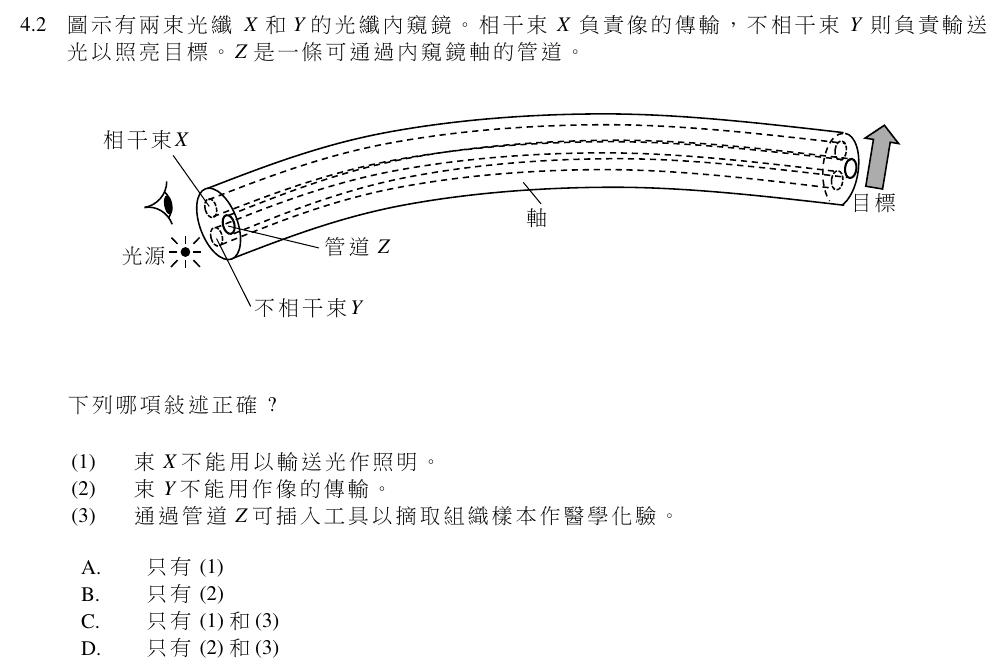 4.2 圖示有兩束光纖 X 和 Y 的光纖內窺鏡。相干束 X 負責像的傳輸，不相干束 Y 則負責輸送
光以照亮目標。Z 是一條可通過內窺鏡軸的管道。
相干束X
目標
軸
管道 Z
光源
不相干束Y
下列哪項敍述正確 ?
(1) 束 X 不能用以輸送光作照明。
(2) 束 Y 不能用作像的傳輸。
(3) 通過管道 Z 可插入工具以摘取組織樣本作醫學化驗。
A. 只有 (1)
B. 只有 (2)
C. 只有 (1) 和 (3)
D. 只有 (2) 和 (3)